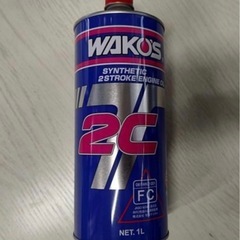 WAKO'S
SYNTHETIC
2STROKE ENGINE OIL
2C
FC
NET. 1L